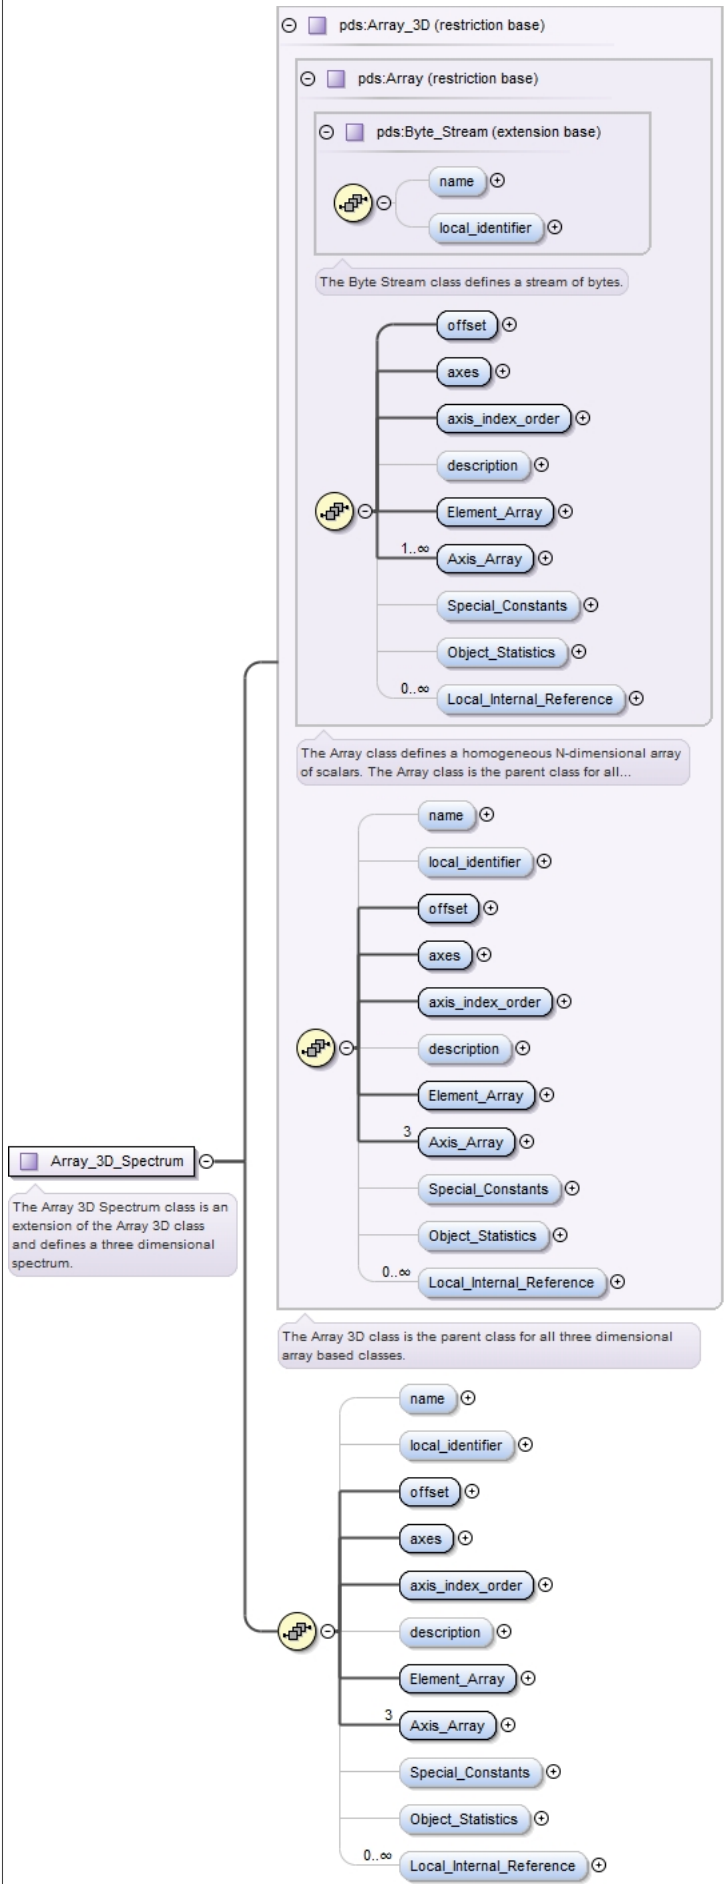 pds:Array_3D (restriction base)
pds:Array (restriction base)
pds:Byte_Stream (extension base)
name
local_identifier
The Byte Stream class defines a stream of bytes.
offset
axes
axis_index_order
description
Element_Array
1..∞
Axis_Array
Special_Constants
Object_Statistics
0..∞
Local_Internal_Reference
The Array class defines a homogeneous N-dimensional array
of scalars. The Array class is the parent class for all...
name
local_identifier
offset
axes
axis_index_order
description
Element_Array
3
Axis_Array
Special_Constants
Object_Statistics
0..∞
Local_Internal_Reference
Array_3D_Spectrum
The Array 3D Spectrum class is an
extension of the Array 3D class
and defines a three dimensional
spectrum.
The Array 3D class is the parent class for all three dimensional
array based classes.
name
local_identifier
offset
axes
axis_index_order
description
Element_Array
3
Axis_Array
Special_Constants
Object_Statistics
0..∞
Local_Internal_Reference